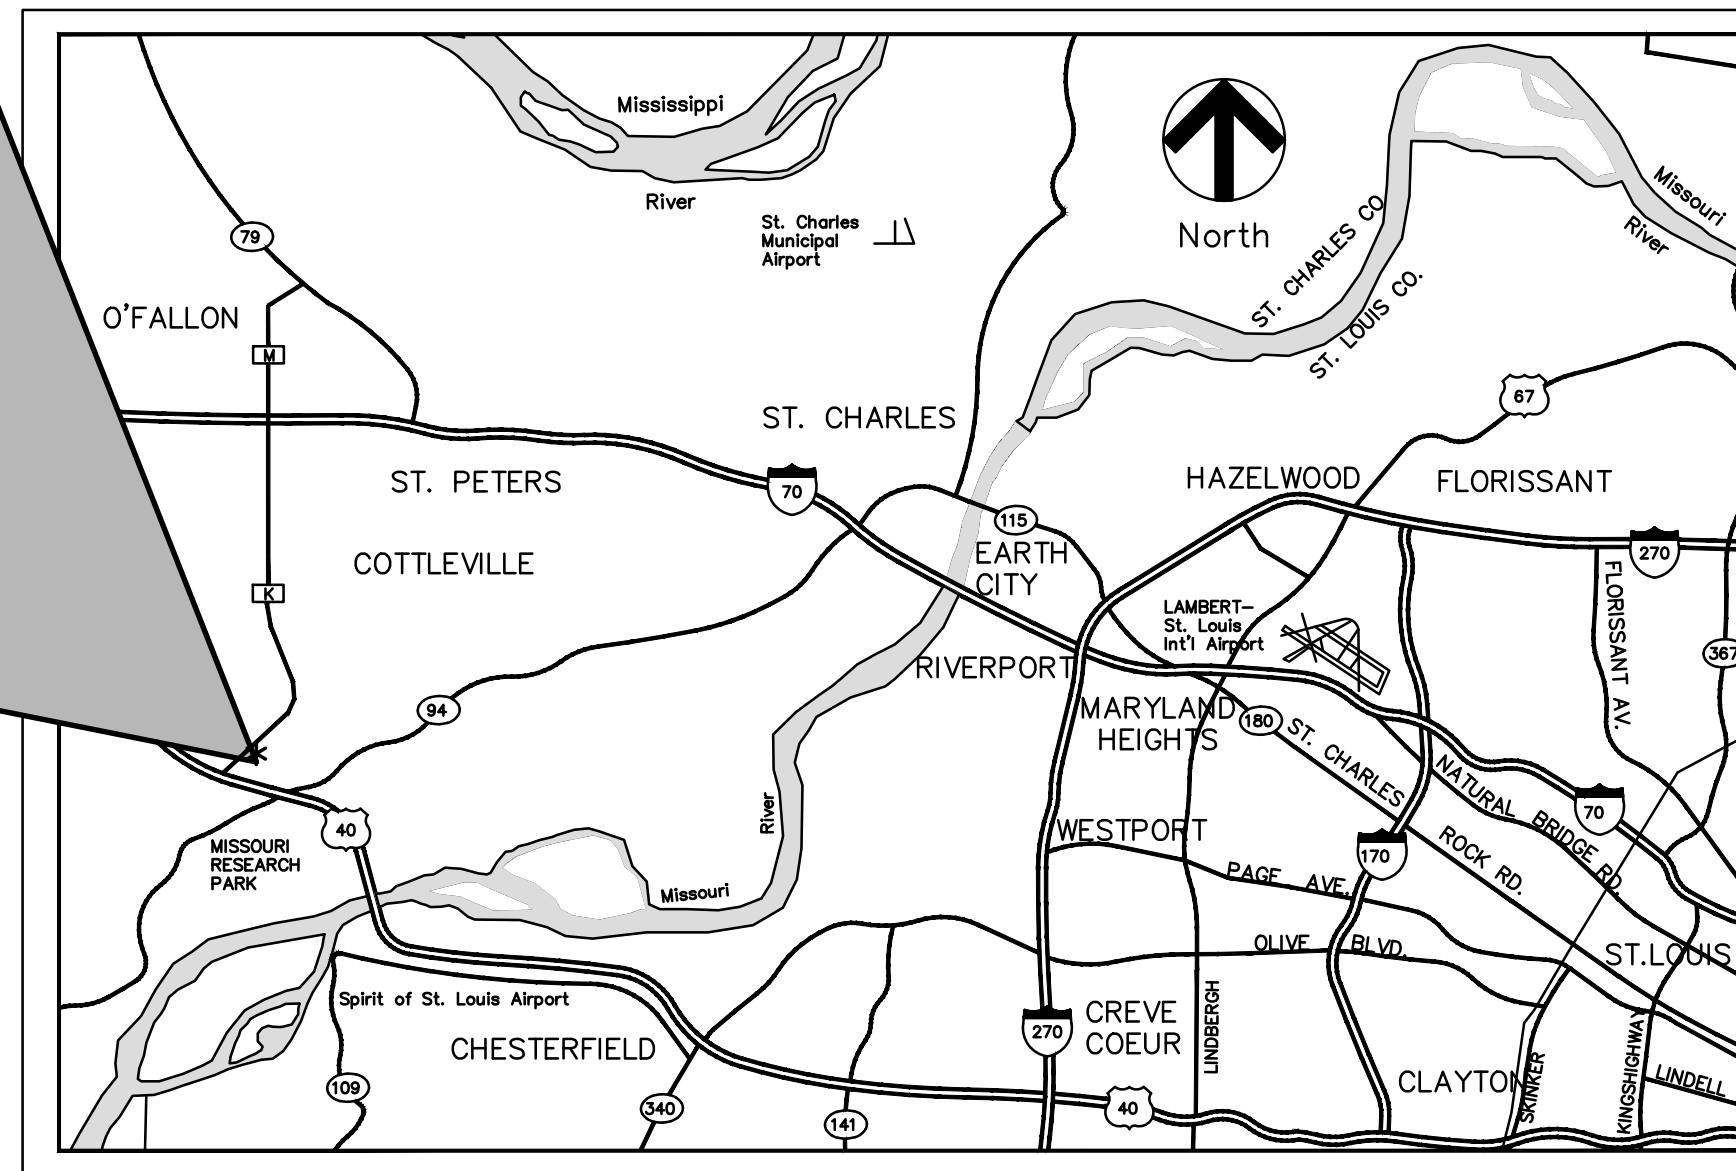 Mississippi
River
St. Charles
Municipal
Airport
North
ST. CHARLES CO
ST. LOUIS CO.
Missouri
River
79
O'FALLON
M
67
ST. CHARLES
ST. PETERS
70
HAZELWOOD
FLORISSANT
115
EARTH
CITY
270
COTTLEVILLE
K
LAMBERT-
St. Louis
Int'l Airport
FLORISSANT AV.
367
RIVERPORT
94
MARYLAND
HEIGHTS
180
ST. CHARLES
ROCK RD.
NATURAL BRIDGE RD.
70
River
40
WESTPORT
170
MISSOURI
RESEARCH
PARK
PAGE AVE.
Missouri
OLIVE BLVD.
ST.LOUIS
Spirit of St. Louis Airport
CHESTERFIELD
270
CREVE
COEUR
LINDBERGH
CLAYTON
SKINKER
KINGSHIGHWAY
LINDELL
109
340
141
40